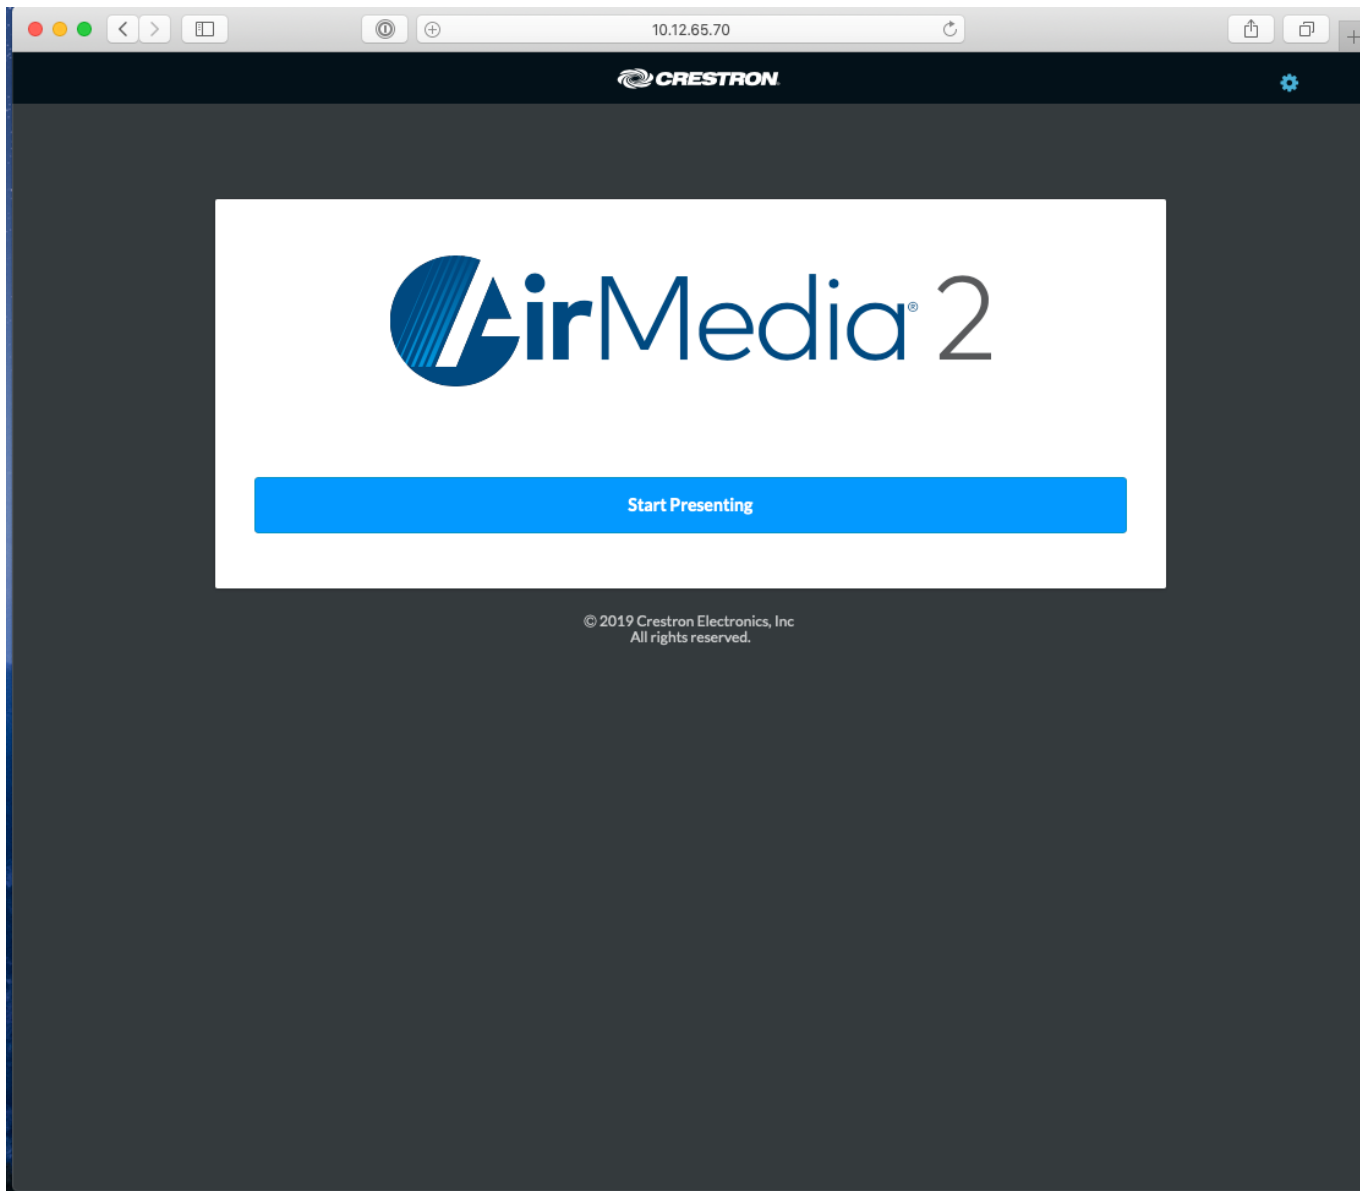 10.12.65.70
CRESTRON
AirMedia® 2
Start Presenting
© 2019 Crestron Electronics, Inc
All rights reserved.